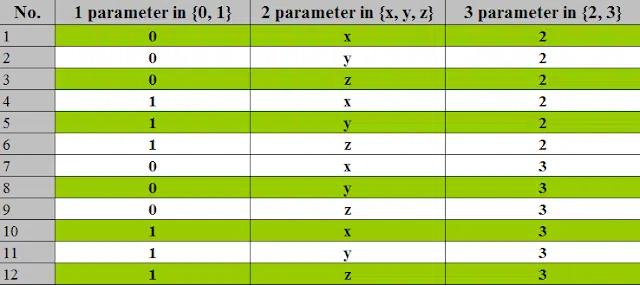 No. 1 parameter in {0, 1} 2 parameter in {x, y, z} 3 parameter in {2, 3}
1 0 x 2
2 0 y 2
3 0 z 2
4 1 x 2
5 1 y 2
6 1 z 2
7 0 x 3
8 0 y 3
9 0 z 3
10 1 x 3
11 1 y 3
12 1 z 3